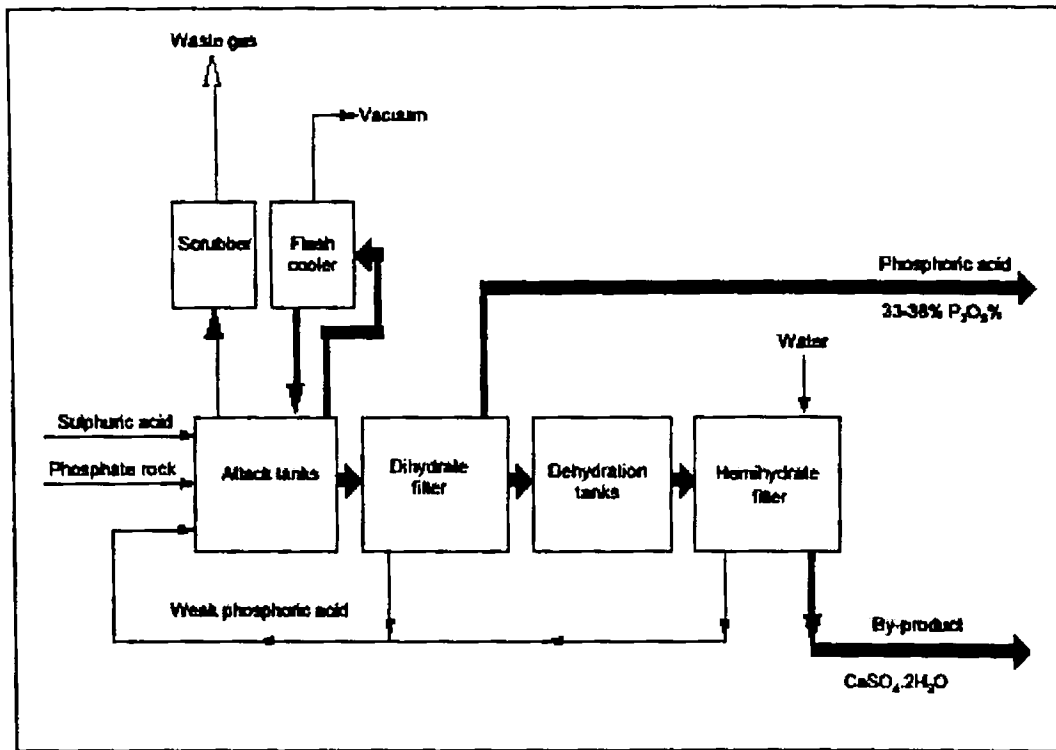 Waste gas
Vacuum
Scrubber
Flash
cooler
Phosphoric acid
33-38% P₂O₅%
Water
Sulphuric acid
Phosphate rock
Attack tanks
Dihydrate
filter
Dehydration
tanks
Hemihydrate
filter
Weak phosphoric acid
By-product
CaSO₄.2H₂O